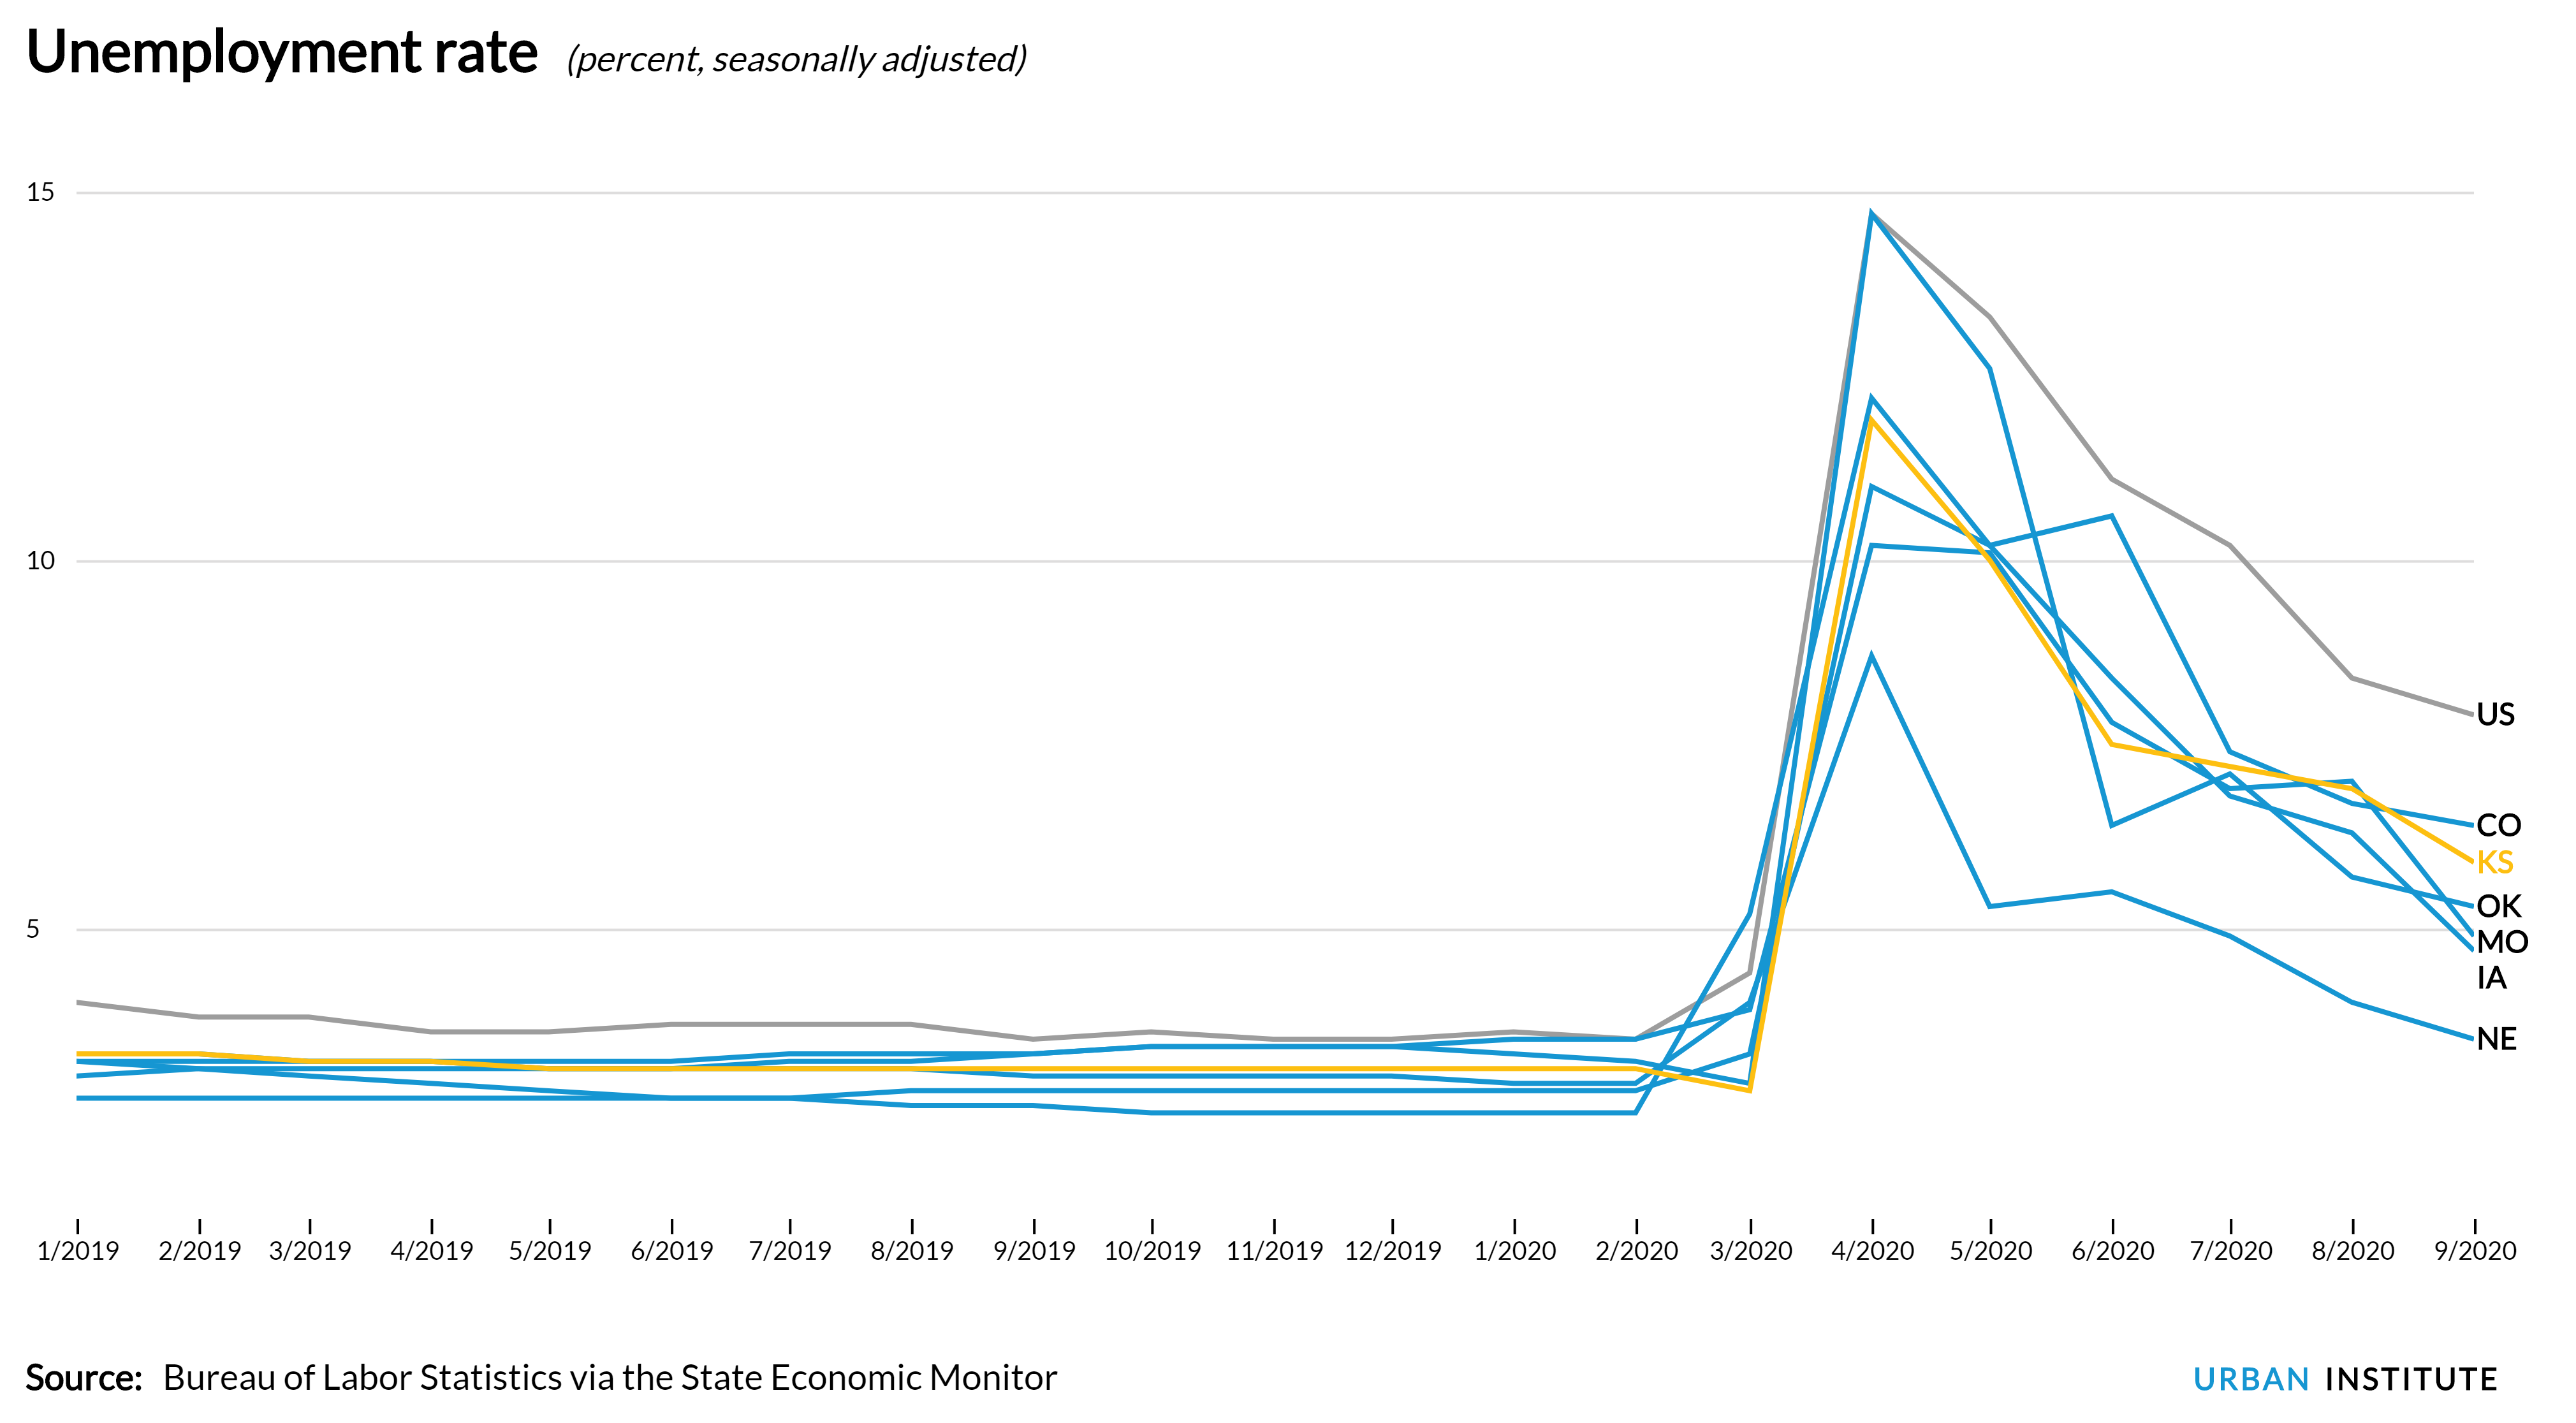 Unemployment rate (percent, seasonally adjusted)
15
10
5
US
CO
KS
OK
MO
IA
NE
1/2019 2/2019 3/2019 4/2019 5/2019 6/2019 7/2019 8/2019 9/2019 10/2019 11/2019 12/2019 1/2020 2/2020 3/2020 4/2020 5/2020 6/2020 7/2020 8/2020 9/2020
Source: Bureau of Labor Statistics via the State Economic Monitor
URBAN INSTITUTE